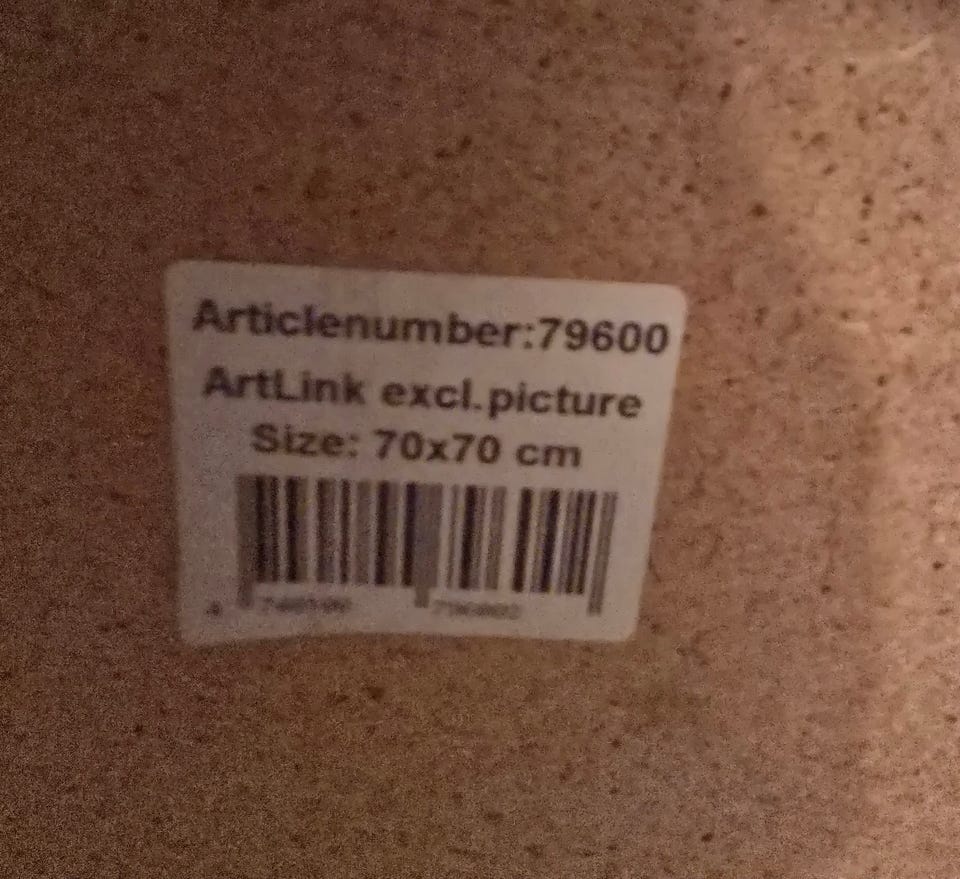 Articlenumber:79600
ArtLink excl.picture
Size: 70x70 cm